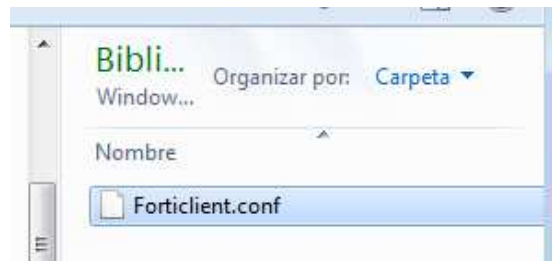 Bibli...
Organizar por: Carpeta
Window...
Nombre
Forticlient.conf